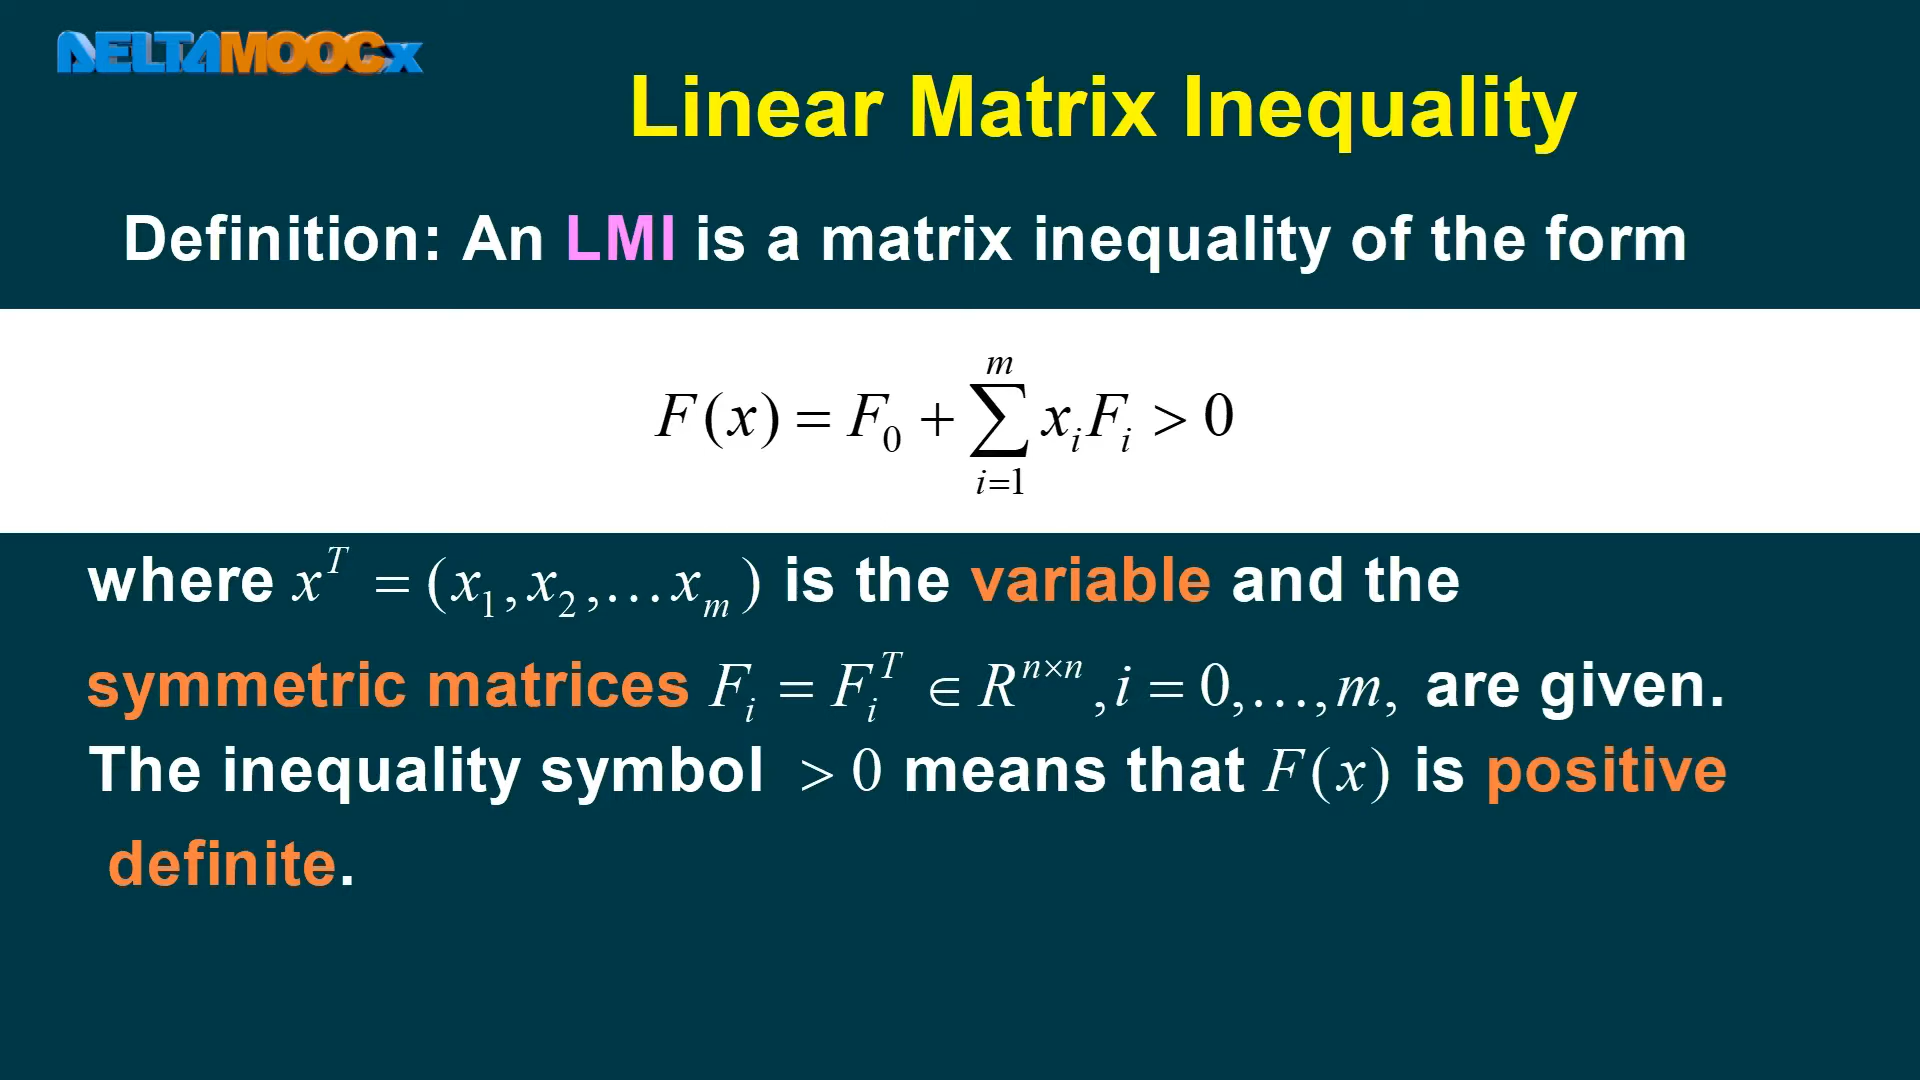 DELTAMOOCx
Linear Matrix Inequality
Definition: An LMI is a matrix inequality of the form
F(x) = F_0 + \sum_{i=1}^{m} x_i F_i > 0
where x^T = (x_1, x_2, ... x_m) is the variable and the
symmetric matrices F_i = F_i^T ∈ R^{n×n}, i = 0,...,m, are given.
The inequality symbol > 0 means that F(x) is positive
definite.